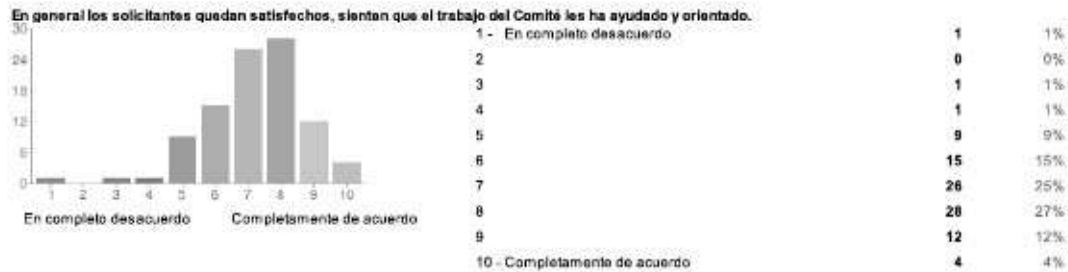 En general los solicitantes quedan satisfechos, sienten que el trabajo del Comité les ha ayudado y orientado.
30
24
18
12
6
0
1 2 3 4 5 6 7 8 9 10
En completo desacuerdo Completamente de acuerdo
1 - En completo desacuerdo 1 1%
2 0 0%
3 1 1%
4 1 1%
5 9 9%
6 15 15%
7 26 25%
8 28 27%
9 12 12%
10 - Completamente de acuerdo 4 4%